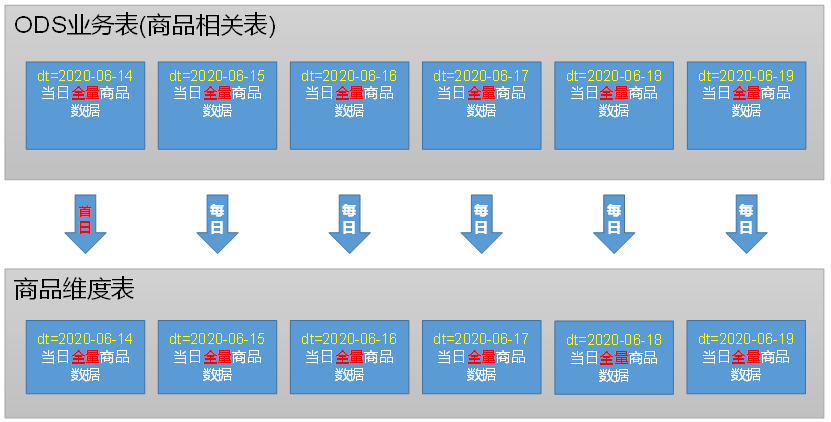 ODS业务表(商品相关表)
dt=2020-06-14
当日全量商品
数据
dt=2020-06-15
当日全量商品
数据
dt=2020-06-16
当日全量商品
数据
dt=2020-06-17
当日全量商品
数据
dt=2020-06-18
当日全量商品
数据
dt=2020-06-19
当日全量商品
数据
首
日
每
日
每
日
每
日
每
日
每
日
商品维度表
dt=2020-06-14
当日全量商品
数据
dt=2020-06-15
当日全量商品
数据
dt=2020-06-16
当日全量商品
数据
dt=2020-06-17
当日全量商品
数据
dt=2020-06-18
当日全量商品
数据
dt=2020-06-19
当日全量商品
数据